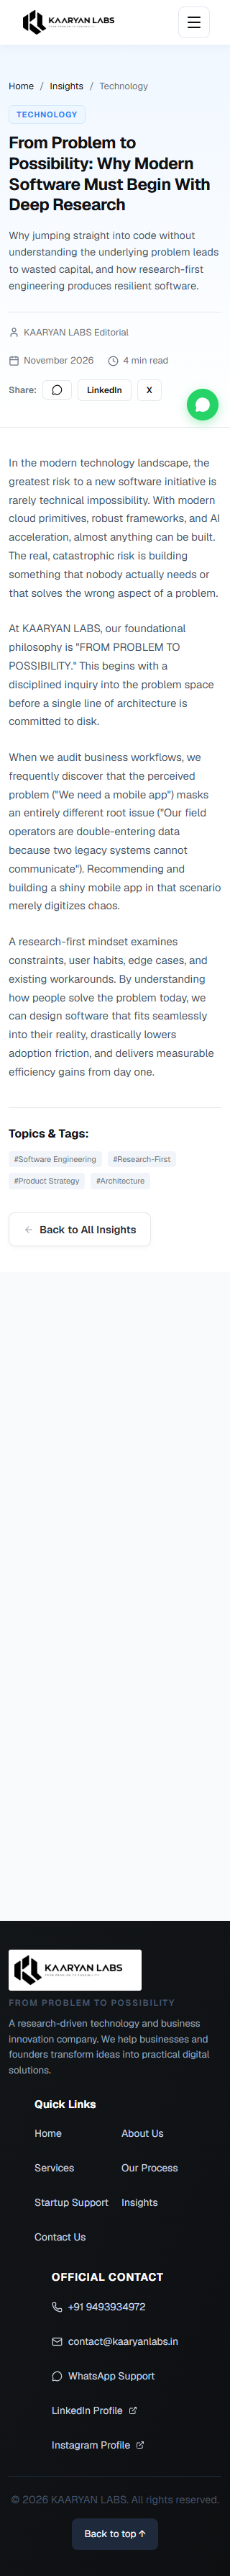 KAARYAN LABS
Home / Insights / Technology
TECHNOLOGY
From Problem to
Possibility: Why Modern
Software Must Begin With
Deep Research
Why jumping straight into code without
understanding the underlying problem leads
to wasted capital, and how research-first
engineering produces resilient software.
KAARYAN LABS Editorial
November 2026 4 min read
Share: LinkedIn X
In the modern technology landscape, the
greatest risk to a new software initiative is
rarely technical impossibility. With modern
cloud primitives, robust frameworks, and AI
acceleration, almost anything can be built.
The real, catastrophic risk is building
something that nobody actually needs or
that solves the wrong aspect of a problem.
At KAARYAN LABS, our foundational
philosophy is "FROM PROBLEM TO
POSSIBILITY." This begins with a
disciplined inquiry into the problem space
before a single line of architecture is
committed to disk.
When we audit business workflows, we
frequently discover that the perceived
problem ("We need a mobile app") masks
an entirely different root issue ("Our field
operators are double-entering data
because two legacy systems cannot
communicate"). Recommending and
building a shiny mobile app in that scenario
merely digitizes chaos.
A research-first mindset examines
constraints, user habits, edge cases, and
existing workarounds. By understanding
how people solve the problem today, we
can design software that fits seamlessly
into their reality, drastically lowers
adoption friction, and delivers measurable
efficiency gains from day one.
Topics & Tags:
#Software Engineering #Research-First
#Product Strategy #Architecture
← Back to All Insights
KAARYAN LABS
FROM PROBLEM TO POSSIBILITY
FROM PROBLEM TO POSSIBILITY
A research-driven technology and business
innovation company. We help businesses and
founders transform ideas into practical digital
solutions.
Quick Links
Home About Us
Services Our Process
Startup Support Insights
Contact Us
OFFICIAL CONTACT
+91 9493934972
contact@kaaryanlabs.in
WhatsApp Support
LinkedIn Profile
Instagram Profile
© 2026 KAARYAN LABS. All rights reserved.
Back to top ↑